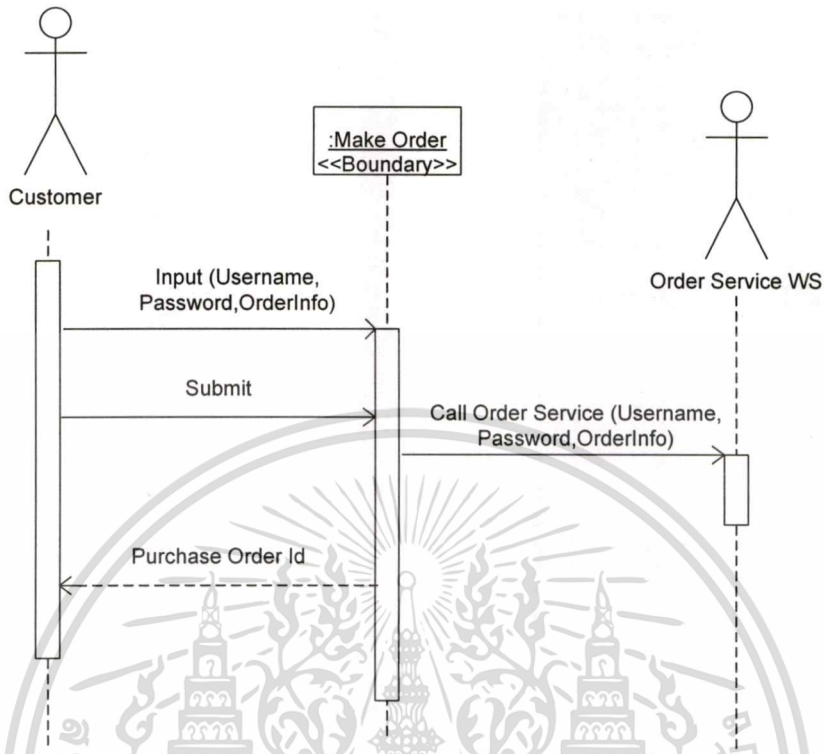 Customer
:Make Order
<<Boundary>>
Order Service WS
Input (Username,
Password,OrderInfo)
Submit
Call Order Service (Username,
Password,OrderInfo)
Purchase Order Id